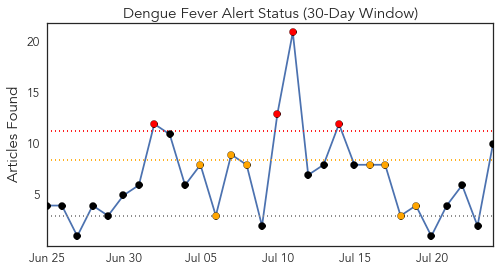 Dengue Fever Alert Status (30-Day Window)
Articles Found
20
15
10
5
Jun 25 Jun 30 Jul 05 Jul 10 Jul 15 Jul 20